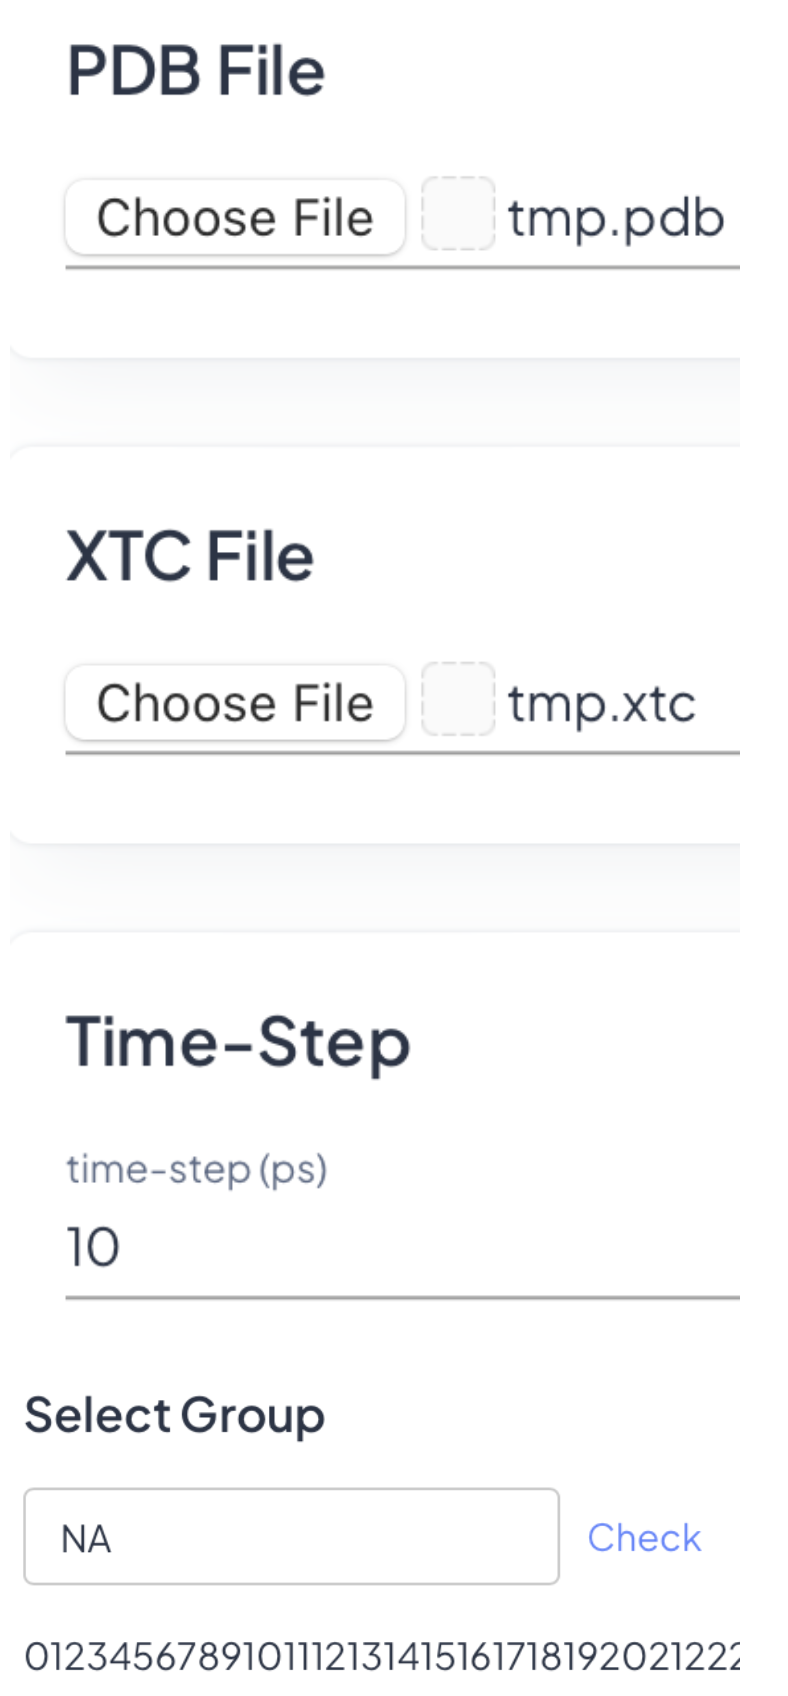 PDB File
Choose File tmp.pdb
XTC File
Choose File tmp.xtc
Time-Step
time-step (ps)
10
Select Group
NA Check
01234567891011121314151617181920212222